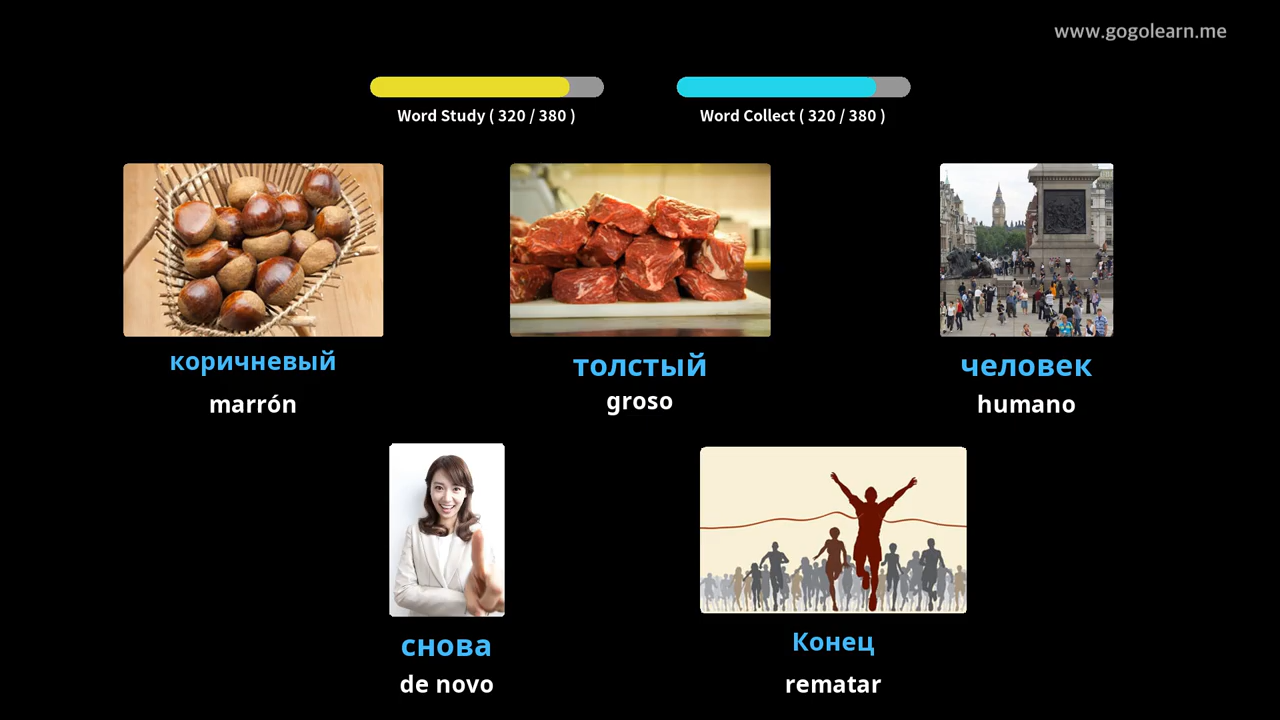 www.gogolearn.me
Word Study ( 320 / 380 )
Word Collect ( 320 / 380 )
коричневый
marrón
толстый
groso
человек
humano
снова
de novo
Конец
rematar